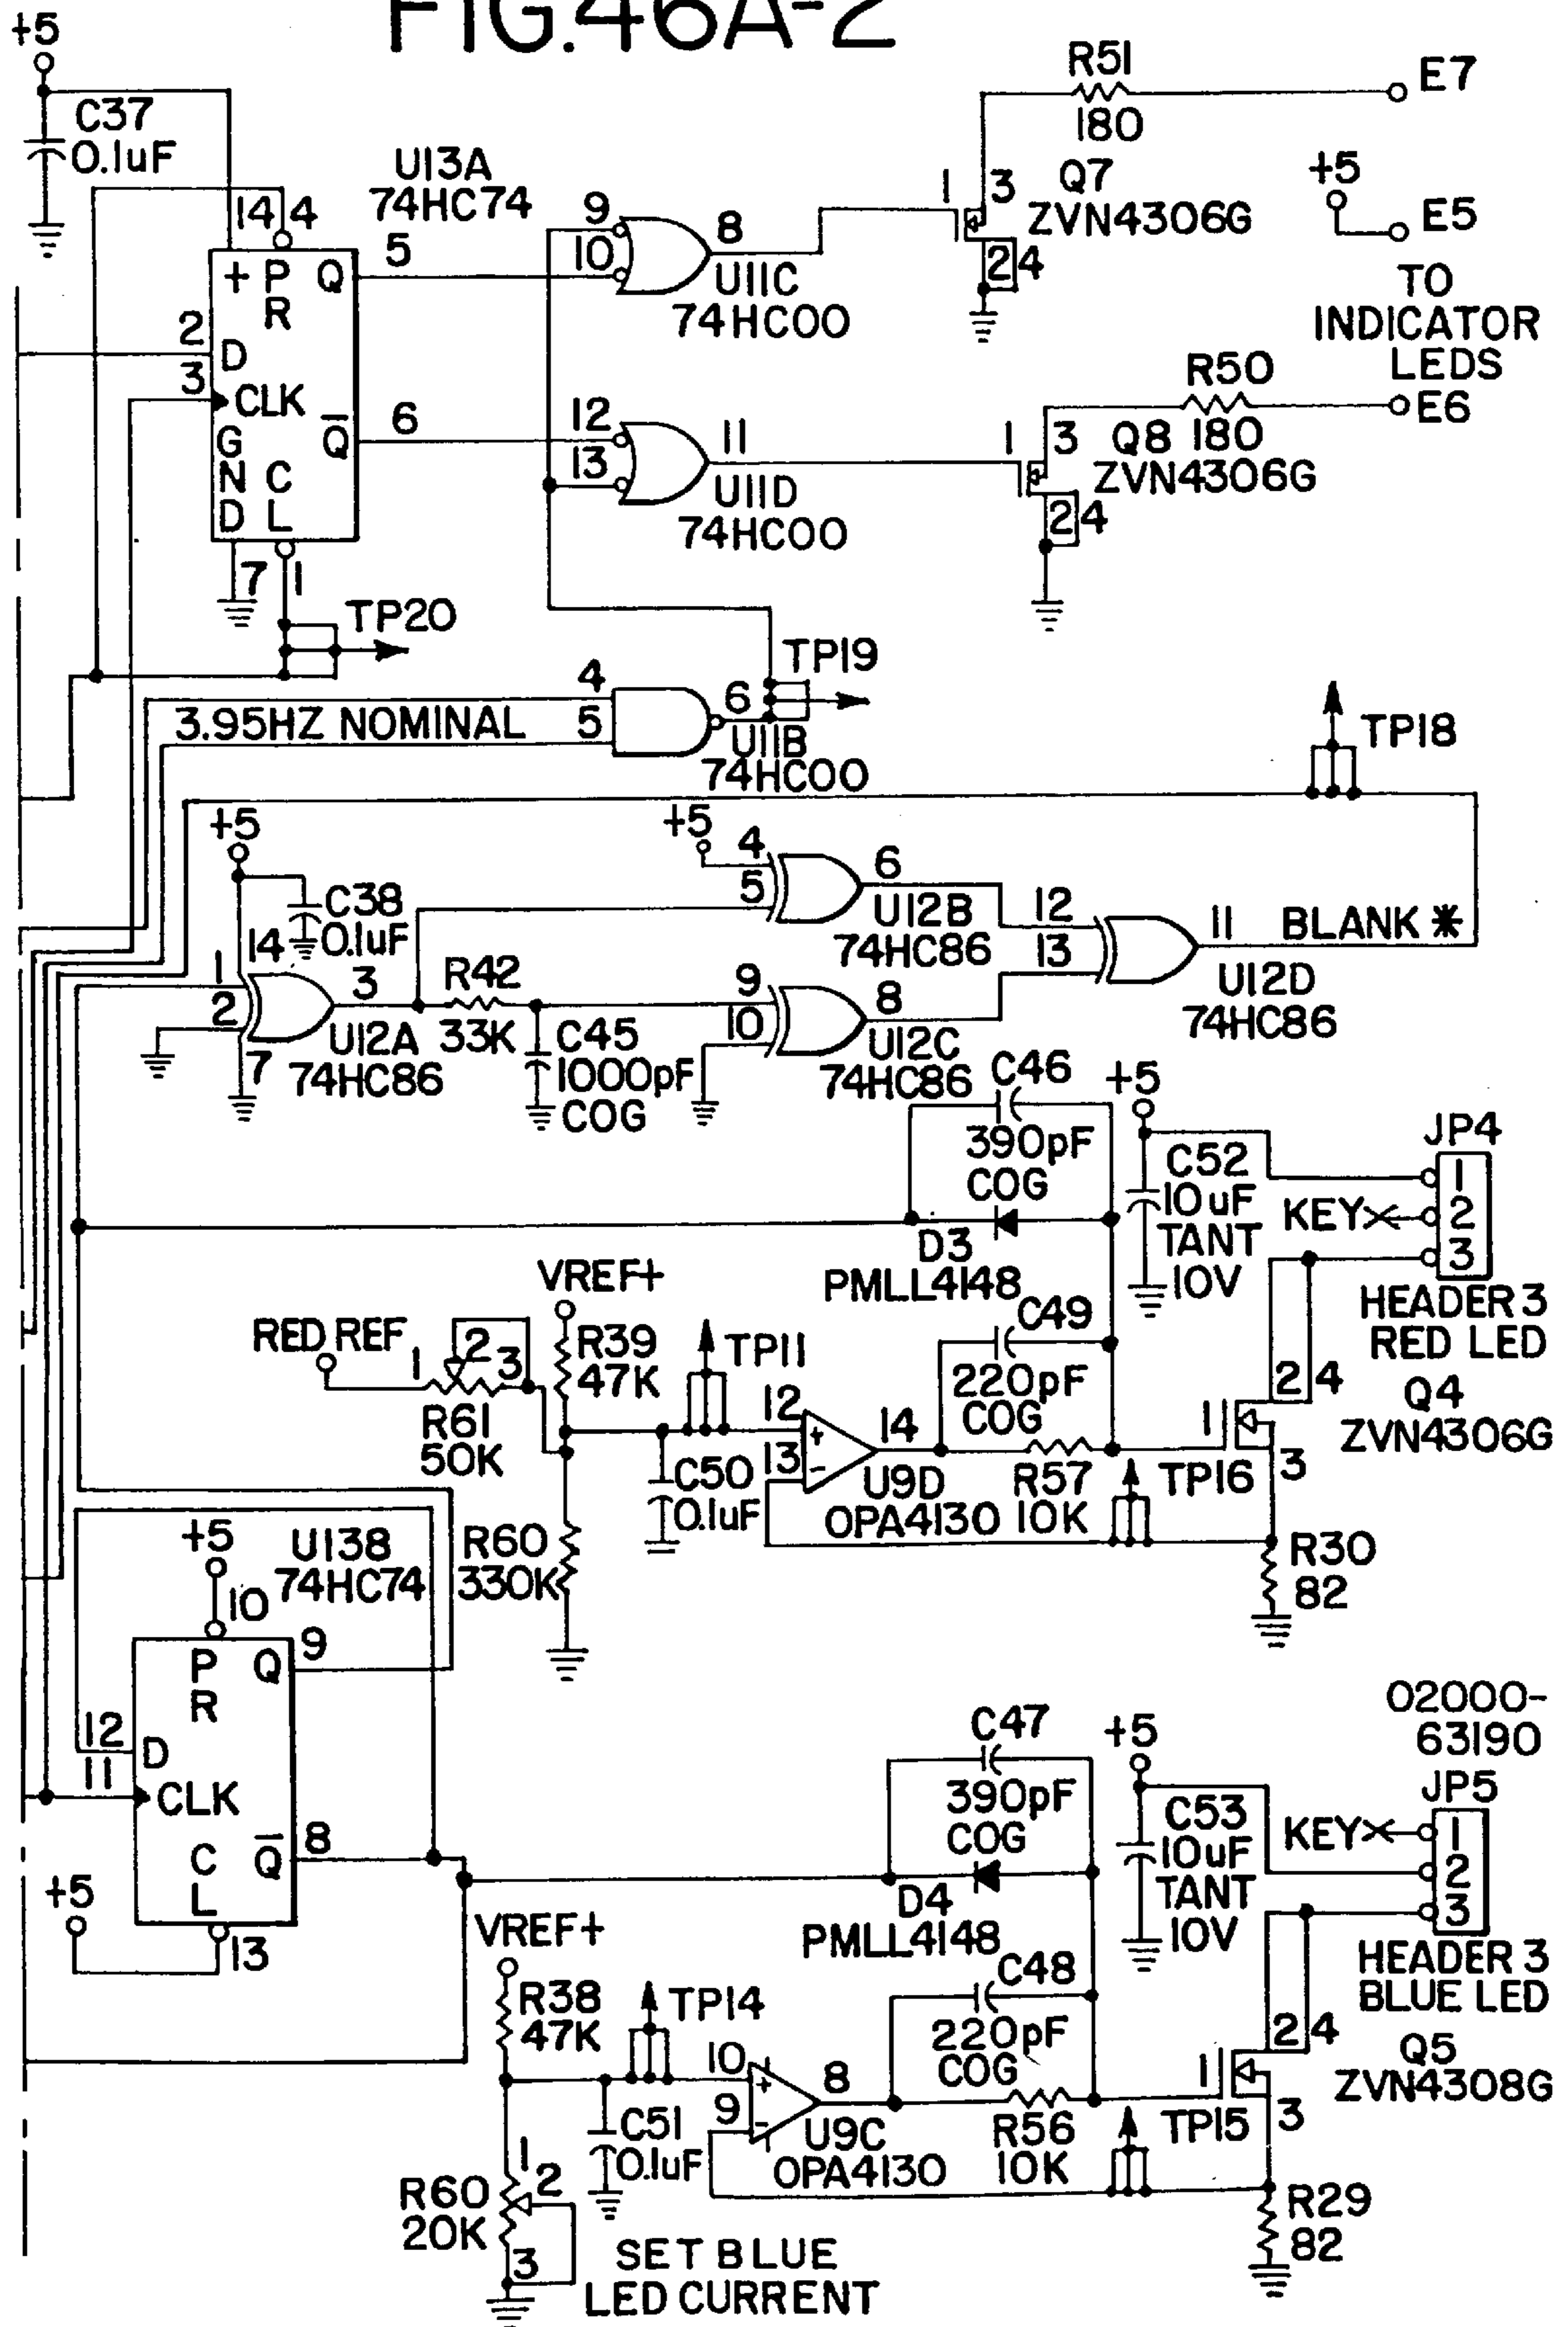 FIG.46A-2
+5
C37
0.1uF
14 4
U13A
74HC74
+ P Q
R
5
2
D
3
CLK
G
N C
D L
Q
6
7 1
TP20
9
10
8
U11C
74HC00
12
13
11
U11D
74HC00
R51
180
E7
1 3
Q7
ZVN4306G
2 4
+5
E5
TO
INDICATOR
LEDS
R50
180
E6
1 3
Q8
ZVN4306G
2 4
TP19
4
5
6
3.95HZ NOMINAL
U11B
74HC00
TP18
+5
C38
0.1uF
14
1
2
3
7
U12A
74HC86
R42
33K
C45
1000pF
COG
+5
4
5
6
U12B
74HC86
9
10
8
U12C
74HC86
12
13
11
BLANK *
U12D
74HC86
C46
390pF
COG
D3
PMLL4148
+5
C52
10uF
TANT
10V
JP4
1
KEY 2
3
HEADER 3
RED LED
VREF+
RED REF
1 2 3
R61
50K
R39
47K
TP11
12
13
+
-
14
U9D
OPA4130
C50
0.1uF
R60
330K
C49
220pF
COG
R57
10K
TP16
1
2 4
3
Q4
ZVN4306G
R30
82
+5
10
U138
74HC74
P Q
R
9
12
D
11
CLK
C Q
L
8
+5
13
02000-
63190
C47
390pF
COG
D4
PMLL4148
+5
C53
10uF
TANT
10V
JP5
KEY 1
2
3
HEADER 3
BLUE LED
VREF+
R38
47K
TP14
10
9
+
-
8
U9C
OPA4130
C51
0.1uF
C48
220pF
COG
R56
10K
TP15
1
2 4
3
Q5
ZVN4308G
R29
82
1
2
3
R60
20K
SET BLUE
LED CURRENT